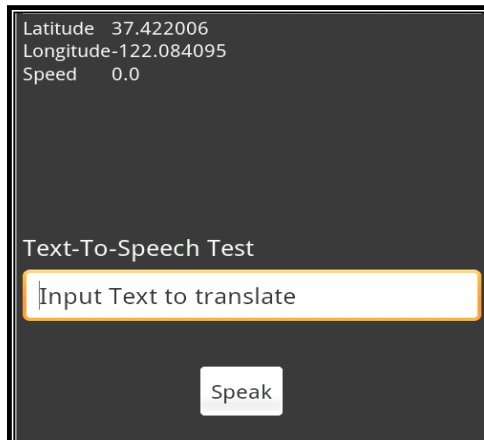 Latitude 37.422006
Longitude-122.084095
Speed 0.0
Text-To-Speech Test
Input Text to translate
Speak